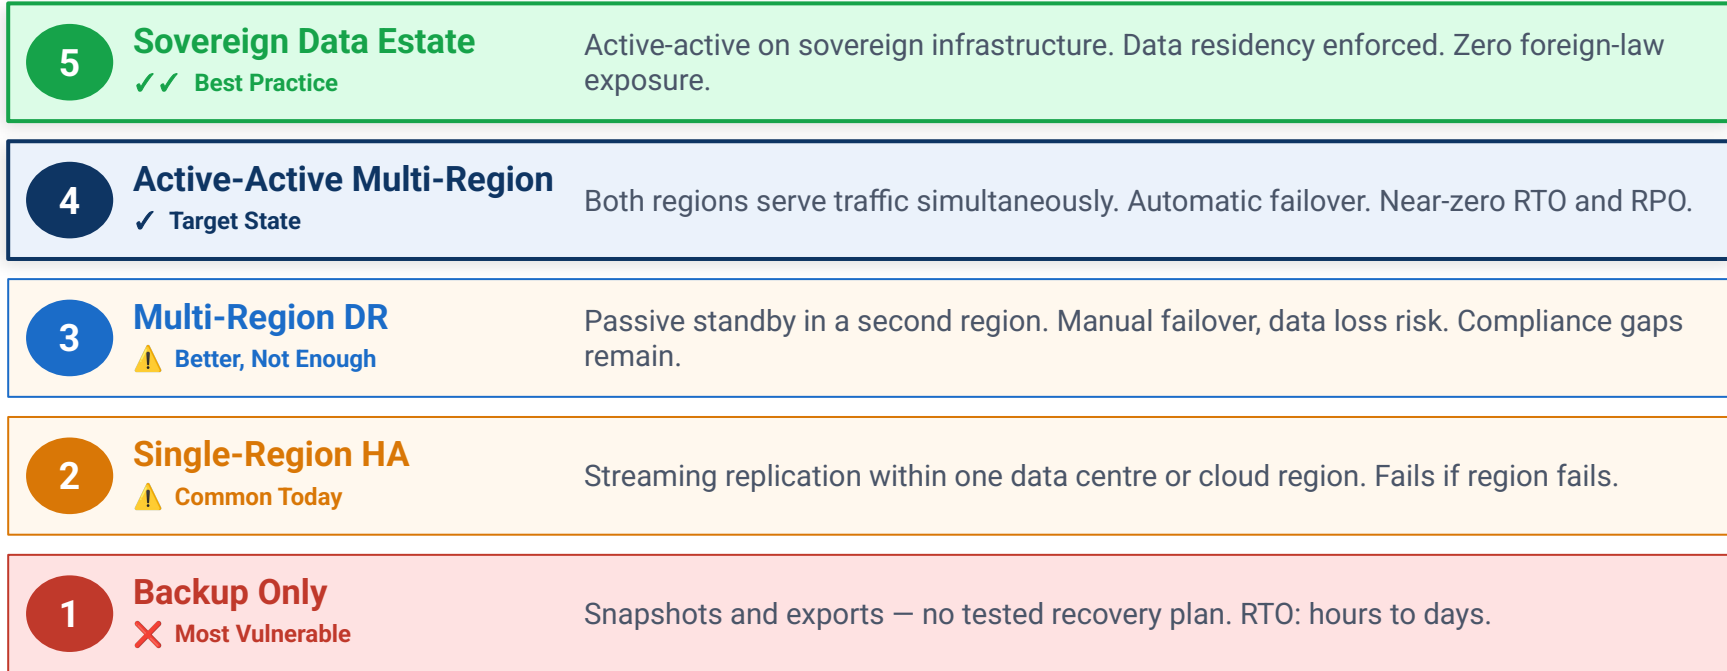 5
Sovereign Data Estate
✓✓ Best Practice
Active-active on sovereign infrastructure. Data residency enforced. Zero foreign-law
exposure.
4
Active-Active Multi-Region
✓ Target State
Both regions serve traffic simultaneously. Automatic failover. Near-zero RTO and RPO.
3
Multi-Region DR
⚠️ Better, Not Enough
Passive standby in a second region. Manual failover, data loss risk. Compliance gaps
remain.
2
Single-Region HA
⚠️ Common Today
Streaming replication within one data centre or cloud region. Fails if region fails.
1
Backup Only
❌ Most Vulnerable
Snapshots and exports — no tested recovery plan. RTO: hours to days.